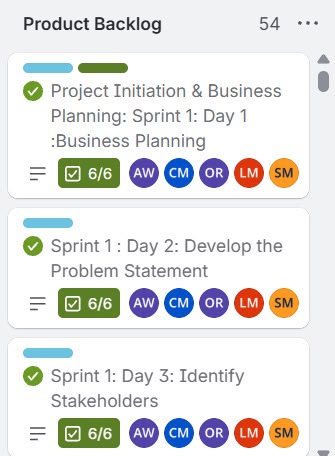 Product Backlog 54
Project Initiation & Business
Planning: Sprint 1: Day 1
:Business Planning
6/6 AW CM OR LM SM
Sprint 1 : Day 2: Develop the
Problem Statement
6/6 AW CM OR LM SM
Sprint 1: Day 3: Identify
Stakeholders
6/6 AW CM OR LM SM